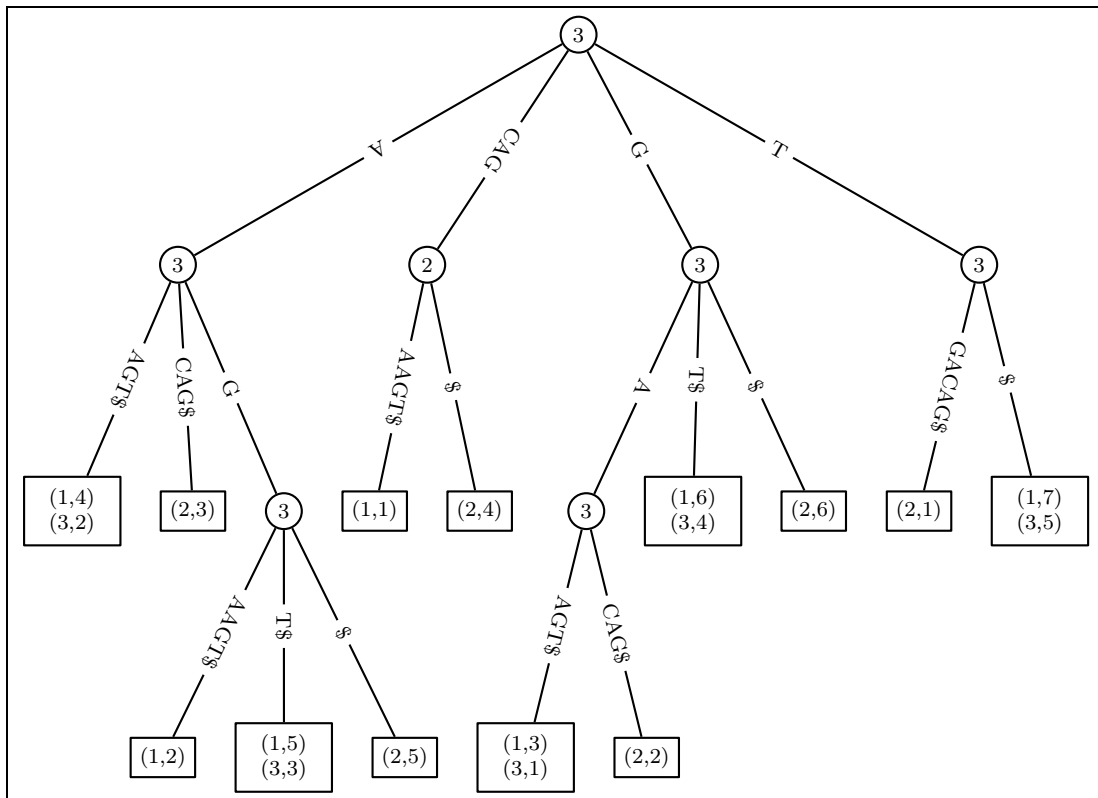 3
A
CAG
G
T
3
2
3
3
AGT$
CAG$
G
AAGT$
$
A
T$
$
GACAG$
$
(1,4)
(3,2)
(2,3)
3
(1,1)
(2,4)
3
(1,6)
(3,4)
(2,6)
(2,1)
(1,7)
(3,5)
AAGT$
T$
$
AGT$
CAG$
(1,2)
(1,5)
(3,3)
(2,5)
(1,3)
(3,1)
(2,2)